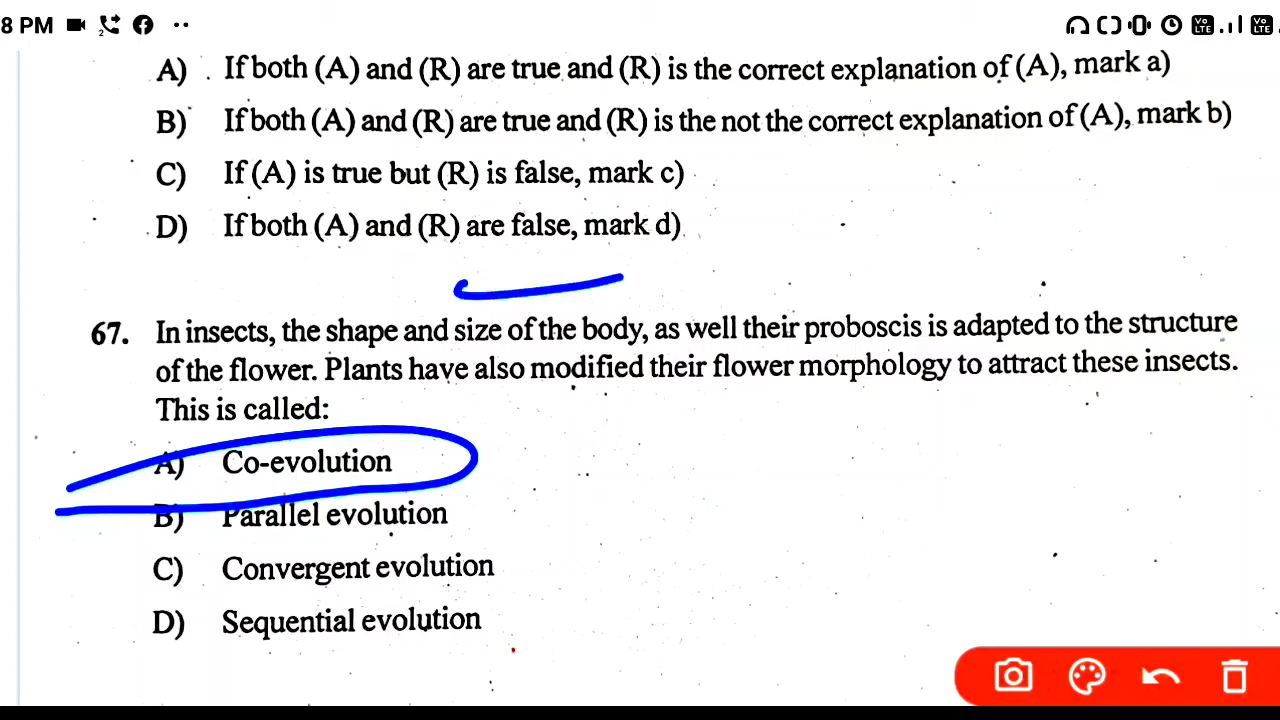 8 PM
A) If both (A) and (R) are true and (R) is the correct explanation of (A), mark a)
B) If both (A) and (R) are true and (R) is the not the correct explanation of (A), mark b)
C) If (A) is true but (R) is false, mark c)
D) If both (A) and (R) are false, mark d)
67. In insects, the shape and size of the body, as well their proboscis is adapted to the structure
of the flower. Plants have also modified their flower morphology to attract these insects.
This is called:
A) Co-evolution
B) Parallel evolution
C) Convergent evolution
D) Sequential evolution